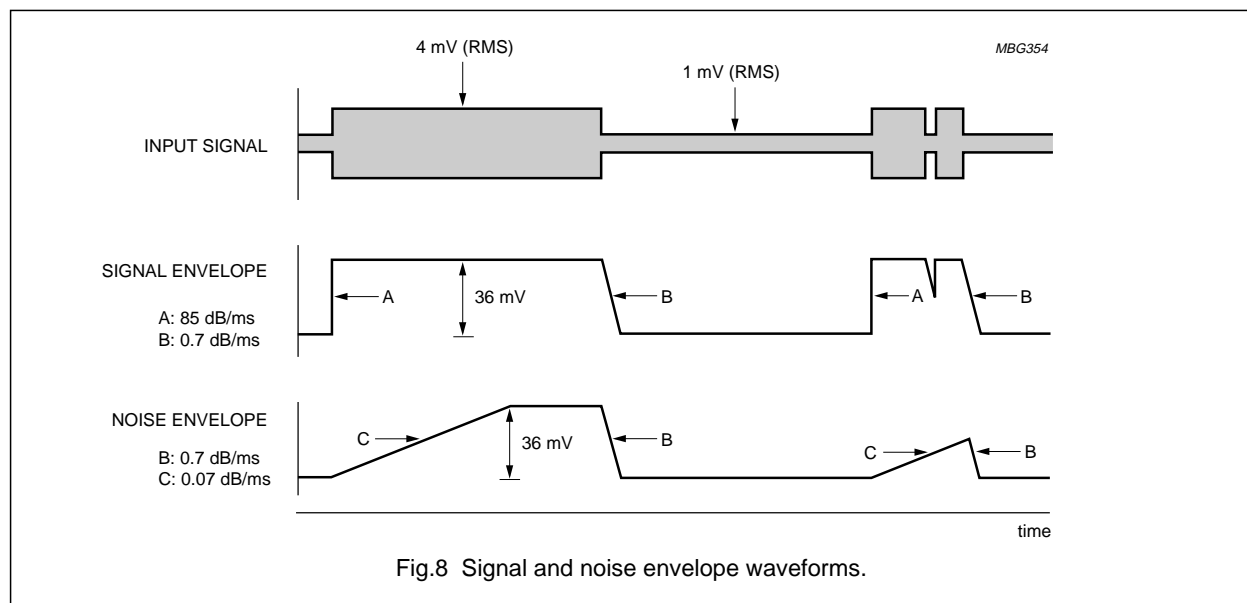 4 mV (RMS)
MBG354
1 mV (RMS)
INPUT SIGNAL
SIGNAL ENVELOPE
A
36 mV
B
A
B
A: 85 dB/ms
B: 0.7 dB/ms
NOISE ENVELOPE
C
36 mV
B
C
B
B: 0.7 dB/ms
C: 0.07 dB/ms
time
Fig.8 Signal and noise envelope waveforms.